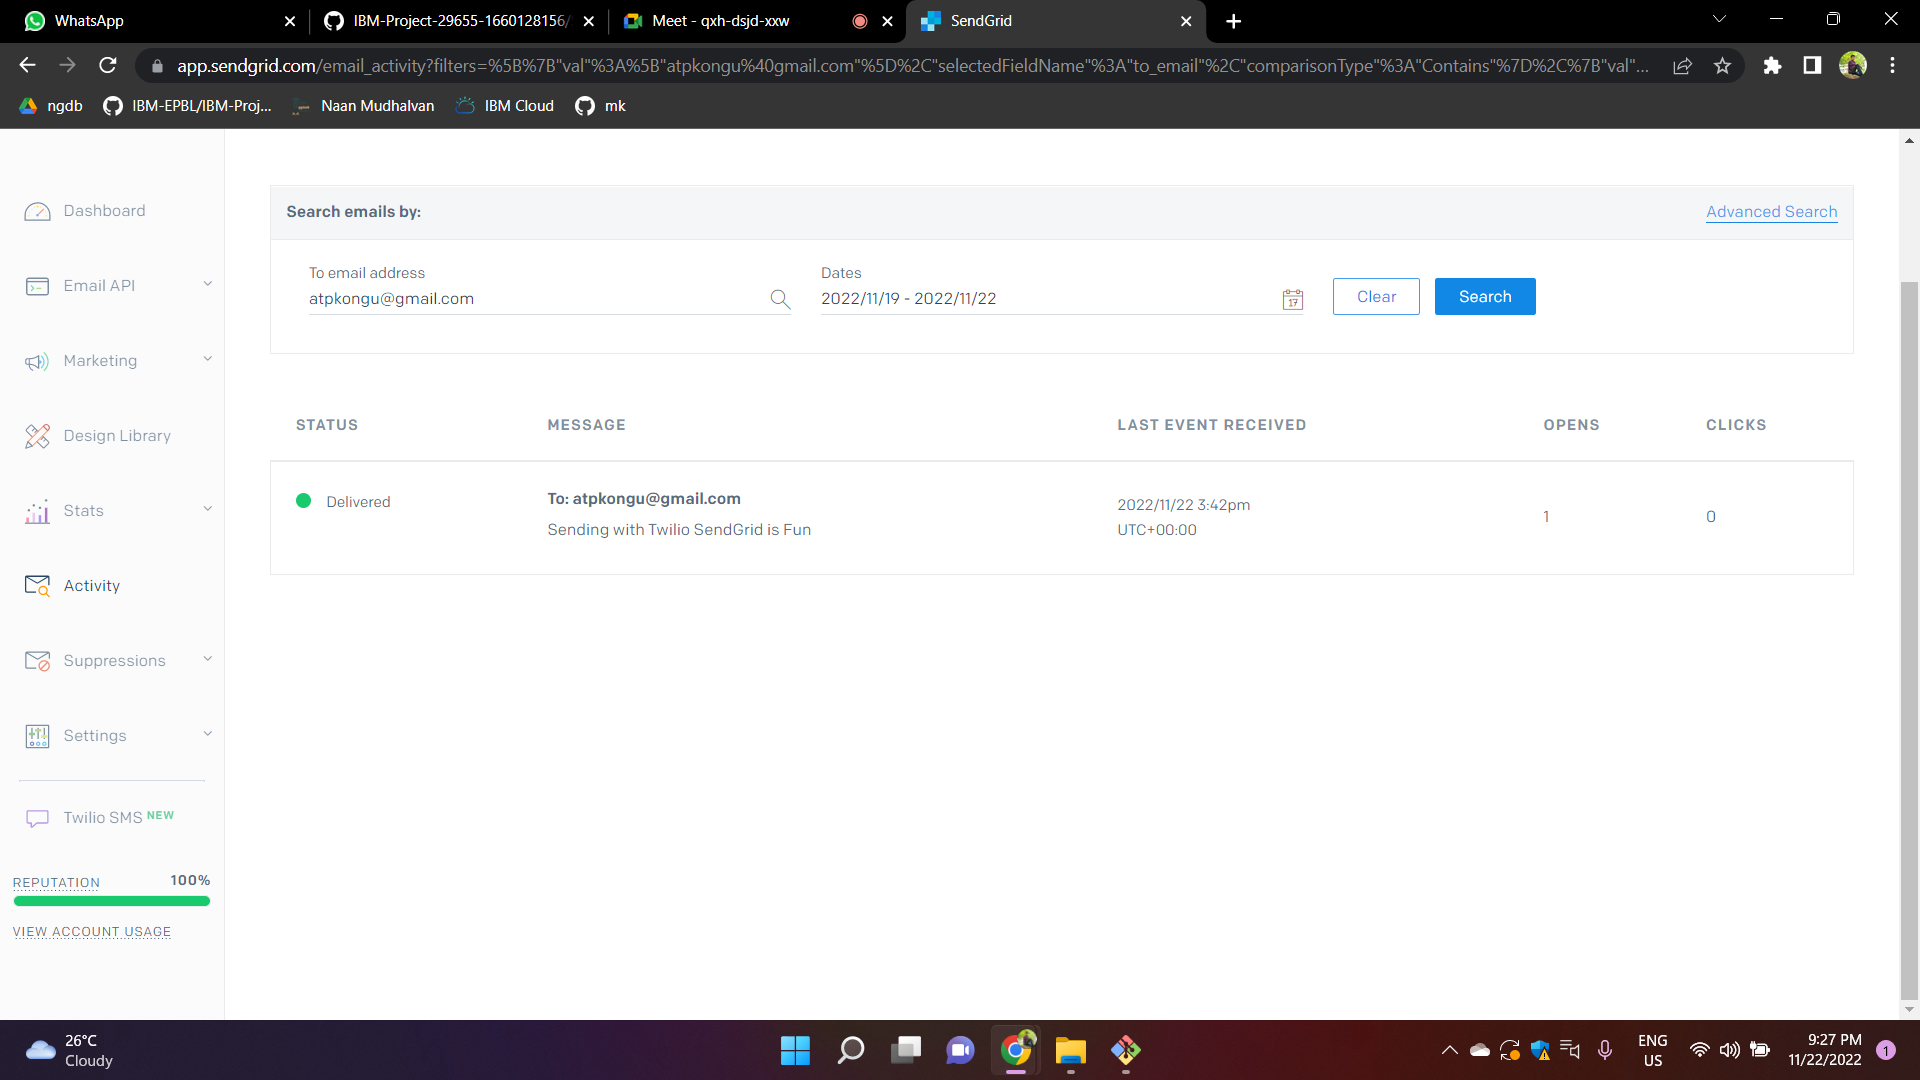 WhatsApp
IBM-Project-29655-1660128156/
Meet - qxh-dsjd-xxw
SendGrid
app.sendgrid.com/email_activity?filters=%5B%7B"val"%3A%5B"atpkongu%40gmail.com"%5D%2C"selectedFieldName"%3A"to_email"%2C"comparisonType"%3A"Contains"%7D%2C%7B"val"...
ngdb
IBM-EPBL/IBM-Proj...
Naan Mudhalvan
IBM Cloud
mk
Dashboard
Email API
Marketing
Design Library
Stats
Activity
Suppressions
Settings
Twilio SMS NEW
REPUTATION 100%
VIEW ACCOUNT USAGE
Search emails by:
Advanced Search
To email address
atpkongu@gmail.com
Dates
2022/11/19 - 2022/11/22
17
Clear
Search
STATUS MESSAGE LAST EVENT RECEIVED OPENS CLICKS
Delivered
To: atpkongu@gmail.com
Sending with Twilio SendGrid is Fun
2022/11/22 3:42pm
UTC+00:00
1
0
26°C
Cloudy
ENG
US
9:27 PM
11/22/2022
1